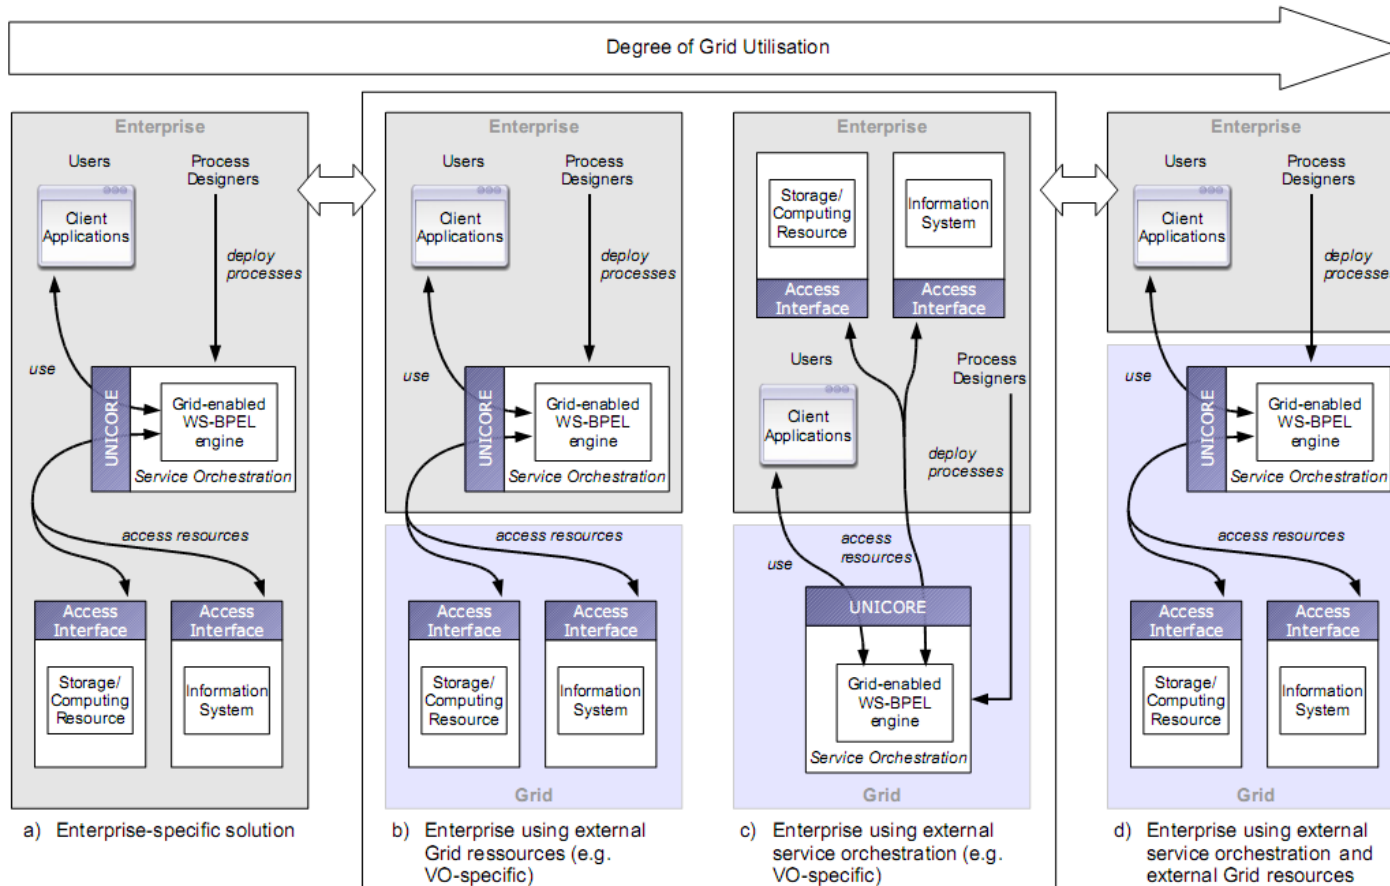 Degree of Grid Utilisation
Enterprise
Users
Process
Designers
Client
Applications
deploy
processes
use
UNICORE
Grid-enabled
WS-BPEL
engine
Service Orchestration
access resources
Access
Interface
Storage/
Computing
Resource
Access
Interface
Information
System
a) Enterprise-specific solution
Enterprise
Users
Process
Designers
Client
Applications
deploy
processes
use
UNICORE
Grid-enabled
WS-BPEL
engine
Service Orchestration
access resources
Access
Interface
Storage/
Computing
Resource
Access
Interface
Information
System
Grid
b) Enterprise using external
Grid ressources (e.g.
VO-specific)
Enterprise
Storage/
Computing
Resource
Access
Interface
Information
System
Access
Interface
Users
Process
Designers
Client
Applications
deploy
processes
use
access
resources
UNICORE
Grid-enabled
WS-BPEL
engine
Service Orchestration
Grid
c) Enterprise using external
service orchestration (e.g.
VO-specific)
Enterprise
Users
Process
Designers
Client
Applications
deploy
processes
use
UNICORE
Grid-enabled
WS-BPEL
engine
Service Orchestration
access resources
Access
Interface
Storage/
Computing
Resource
Access
Interface
Information
System
Grid
d) Enterprise using external
service orchestration and
external Grid resources